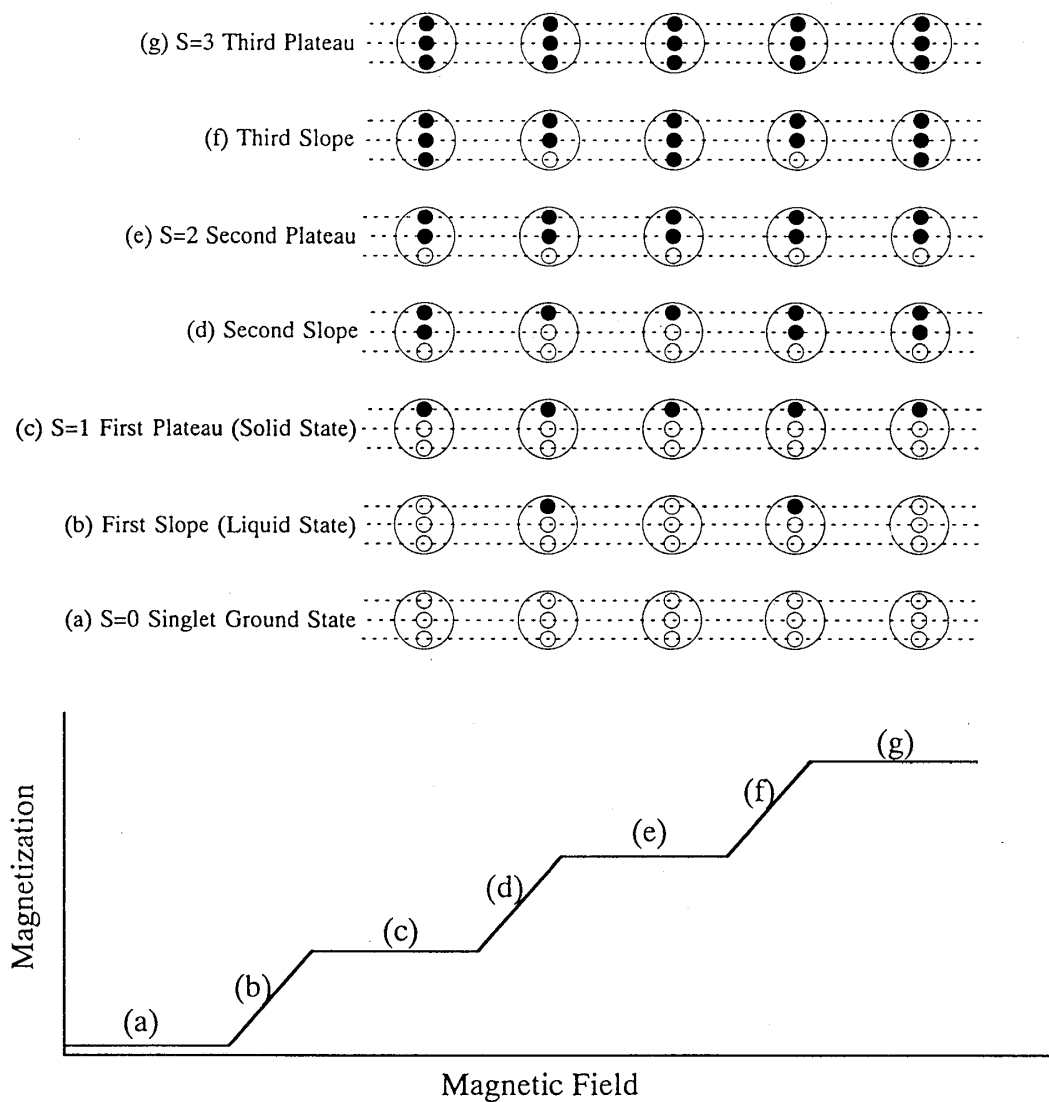 (g) S=3 Third Plateau
(f) Third Slope
(e) S=2 Second Plateau
(d) Second Slope
(c) S=1 First Plateau (Solid State)
(b) First Slope (Liquid State)
(a) S=0 Singlet Ground State
(g)
(f)
(e)
(d)
(c)
(b)
(a)
Magnetization
Magnetic Field